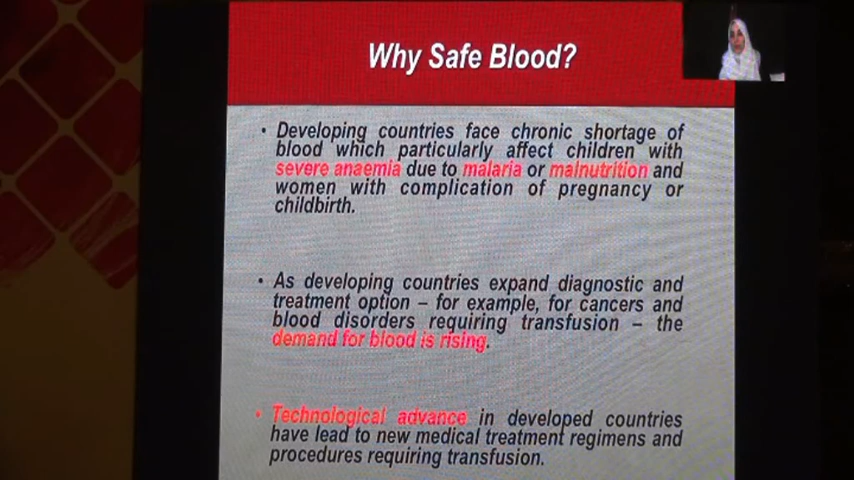 Why Safe Blood?
• Developing countries face chronic shortage of
blood which particularly affect children with
severe anaemia due to malaria or malnutrition and
women with complication of pregnancy or
childbirth.
• As developing countries expand diagnostic and
treatment option – for example, for cancers and
blood disorders requiring transfusion – the
demand for blood is rising.
• Technological advance in developed countries
have lead to new medical treatment regimens and
procedures requiring transfusion.